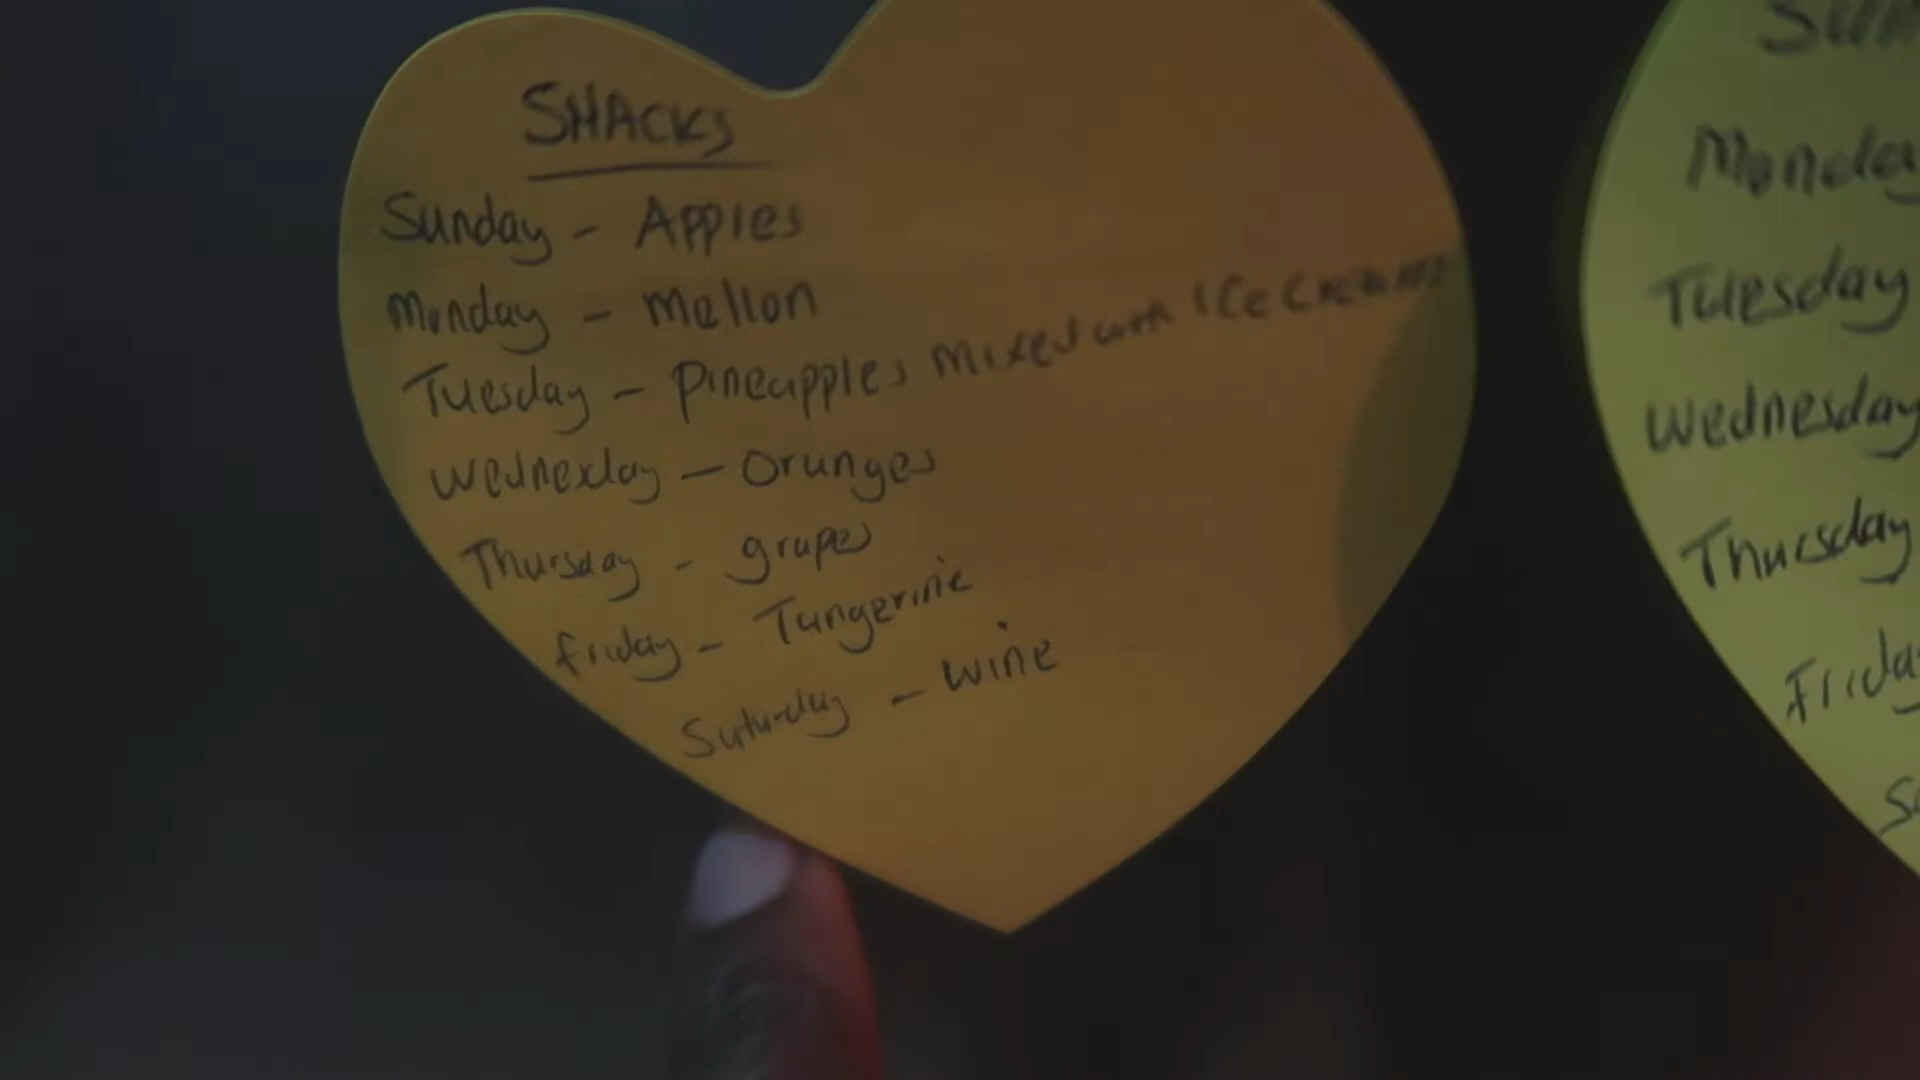 SNACKS
Sunday - Apples
Monday - Mellon
Tuesday - Pineapples mixed with ice cream
Wednesday - Oranges
Thursday - grapes
friday - Tangerine
Saturday - wine
Monday
Tuesday
Wednesday
Thursday
Friday